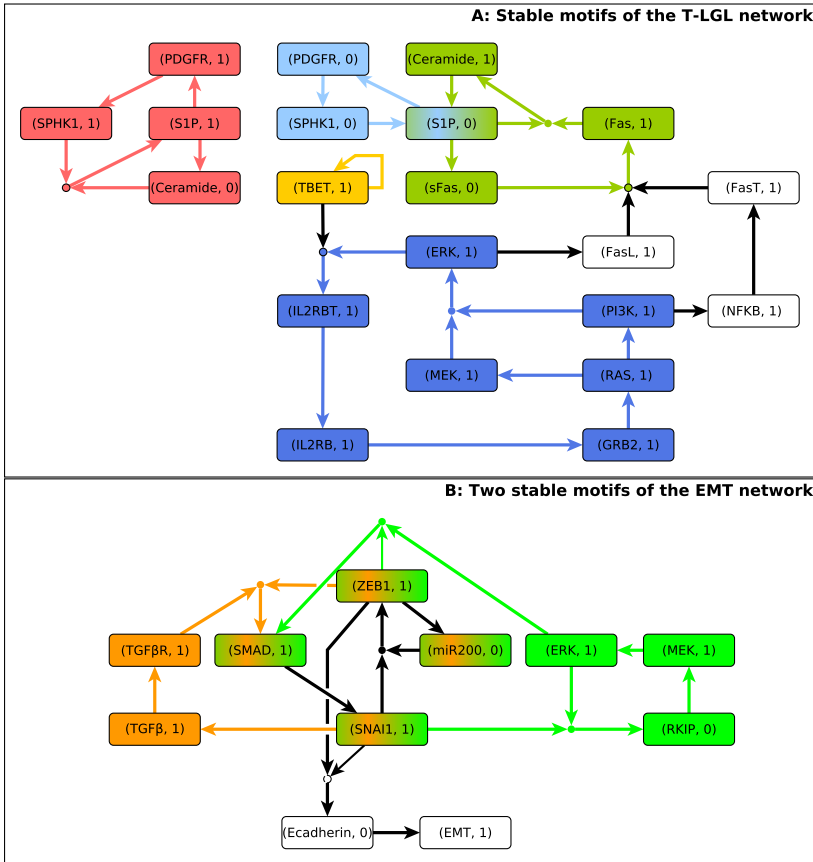 A: Stable motifs of the T-LGL network
(PDGFR, 1) (PDGFR, 0) (Ceramide, 1)
(SPHK1, 1) (S1P, 1) (SPHK1, 0) (S1P, 0) (Fas, 1)
(Ceramide, 0) (TBET, 1) (sFas, 0) (FasT, 1)
(ERK, 1) (FasL, 1)
(IL2RBT, 1) (PI3K, 1) (NFKB, 1)
(MEK, 1) (RAS, 1)
(IL2RB, 1) (GRB2, 1)
B: Two stable motifs of the EMT network
(ZEB1, 1)
(TGFβR, 1) (SMAD, 1) (miR200, 0) (ERK, 1) (MEK, 1)
(TGFβ, 1) (SNAI1, 1) (RKIP, 0)
(Ecadherin, 0) (EMT, 1)